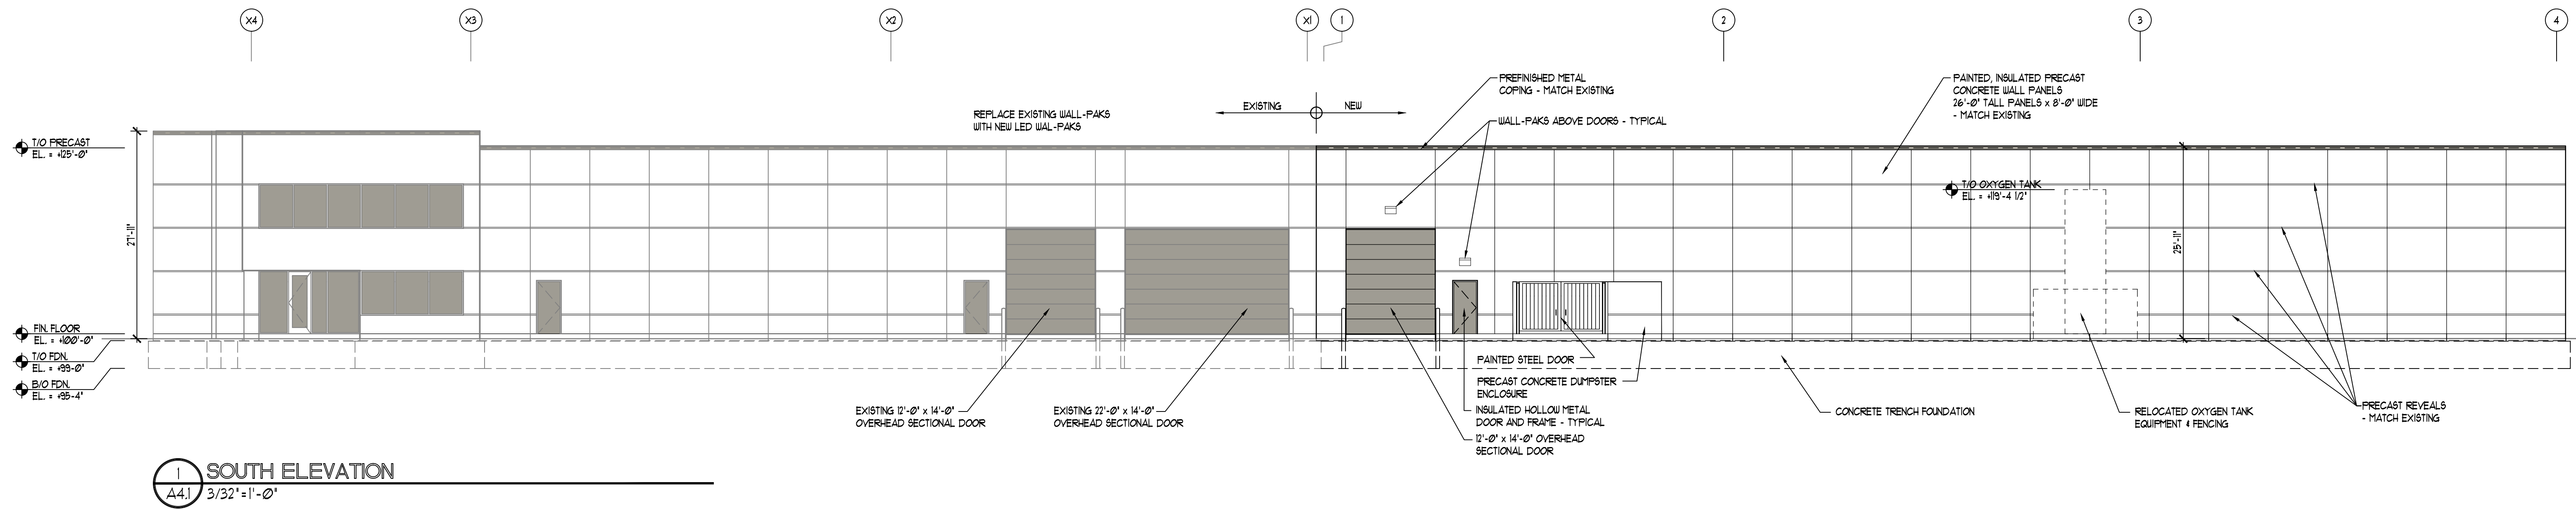 X4
X3
X2
X1
1
2
3
4
PREFINISHED METAL
COPING - MATCH EXISTING
PAINTED, INSULATED PRECAST
CONCRETE WALL PANELS
26'-0" TALL PANELS x 8'-0" WIDE
- MATCH EXISTING
EXISTING
NEW
REPLACE EXISTING WALL-PAKS
WITH NEW LED WAL-PAKS
WALL-PAKS ABOVE DOORS - TYPICAL
T/O PRECAST
EL. = +125'-0"
T/O OXYGEN TANK
EL. = +119'-4 1/2"
27'-11"
25'-11"
FIN. FLOOR
EL. = +100'-0"
T/O FDN.
EL. = +99'-0"
B/O FDN.
EL. = +95'-4"
PAINTED STEEL DOOR
PRECAST CONCRETE DUMPSTER
ENCLOSURE
EXISTING 12'-0" x 14'-0"
OVERHEAD SECTIONAL DOOR
EXISTING 22'-0" x 14'-0"
OVERHEAD SECTIONAL DOOR
INSULATED HOLLOW METAL
DOOR AND FRAME - TYPICAL
12'-0" x 14'-0" OVERHEAD
SECTIONAL DOOR
CONCRETE TRENCH FOUNDATION
RELOCATED OXYGEN TANK
EQUIPMENT & FENCING
PRECAST REVEALS
- MATCH EXISTING
1
A4.1
SOUTH ELEVATION
3/32"=1'-0"